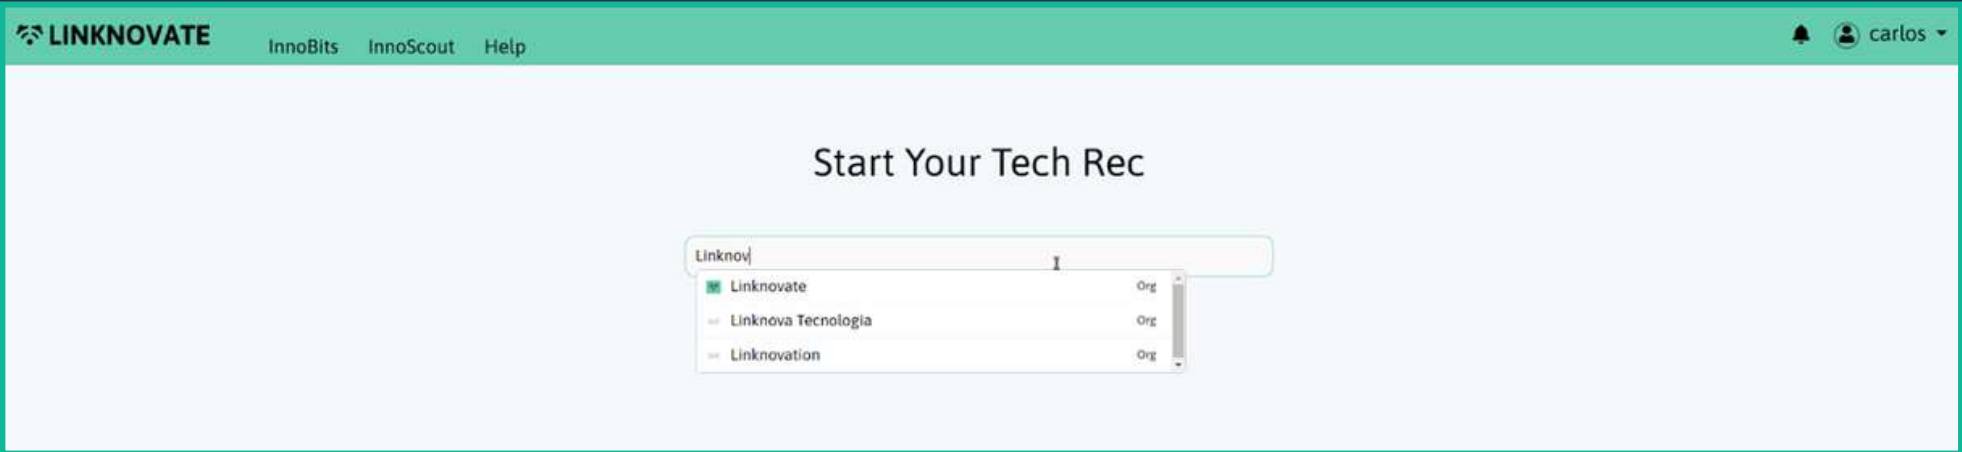 LINKNOVATE InnoBits InnoScout Help carlos
Start Your Tech Rec
Linknov
Linknovate Org
Linknova Tecnologia Org
Linknovation Org